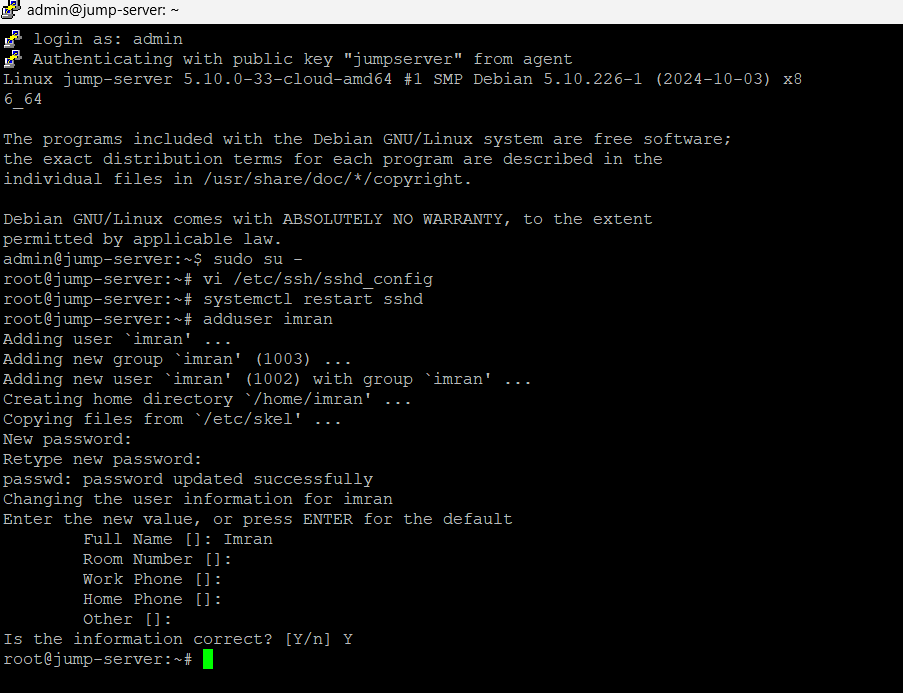 admin@jump-server: ~
login as: admin
Authenticating with public key "jumpserver" from agent
Linux jump-server 5.10.0-33-cloud-amd64 #1 SMP Debian 5.10.226-1 (2024-10-03) x8
6_64
The programs included with the Debian GNU/Linux system are free software;
the exact distribution terms for each program are described in the
individual files in /usr/share/doc/*/copyright.
Debian GNU/Linux comes with ABSOLUTELY NO WARRANTY, to the extent
permitted by applicable law.
admin@jump-server:~$ sudo su -
root@jump-server:~# vi /etc/ssh/sshd_config
root@jump-server:~# systemctl restart sshd
root@jump-server:~# adduser imran
Adding user `imran' ...
Adding new group `imran' (1003) ...
Adding new user `imran' (1002) with group `imran' ...
Creating home directory `/home/imran' ...
Copying files from `/etc/skel' ...
New password:
Retype new password:
passwd: password updated successfully
Changing the user information for imran
Enter the new value, or press ENTER for the default
Full Name []: Imran
Room Number []:
Work Phone []:
Home Phone []:
Other []:
Is the information correct? [Y/n] Y
root@jump-server:~#